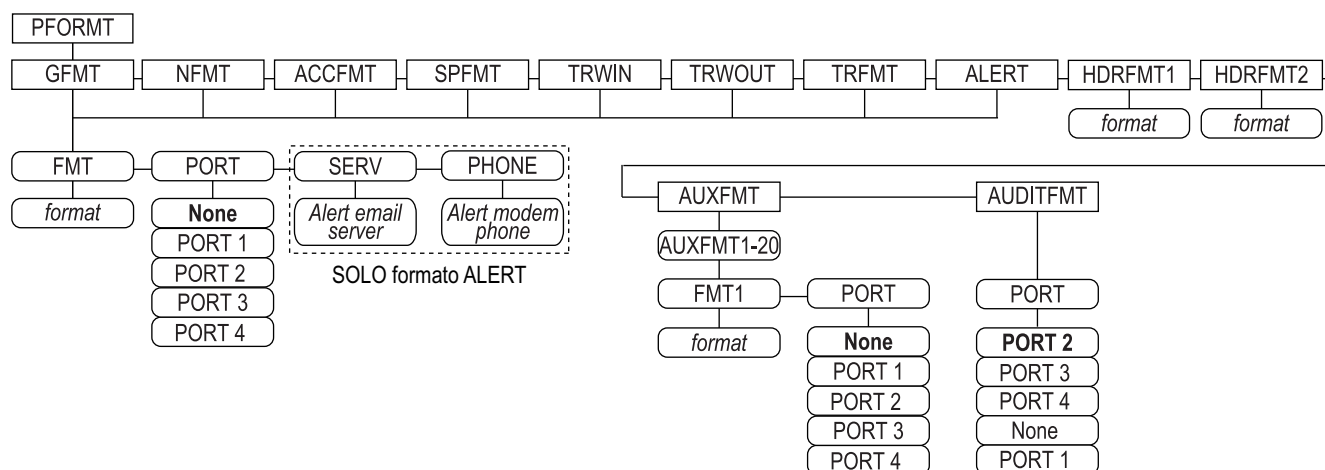 PFORMT
GFMT
NFMT
ACCFMT
SPFMT
TRWIN
TRWOUT
TRFMT
ALERT
HDRFMT1
HDRFMT2
format
format
FMT
PORT
SERV
PHONE
format
None
PORT 1
PORT 2
PORT 3
PORT 4
Alert email
server
Alert modem
phone
SOLO formato ALERT
AUXFMT
AUDITFMT
AUXFMT1-20
FMT1
PORT
PORT
format
None
PORT 1
PORT 2
PORT 3
PORT 4
PORT 2
PORT 3
PORT 4
None
PORT 1